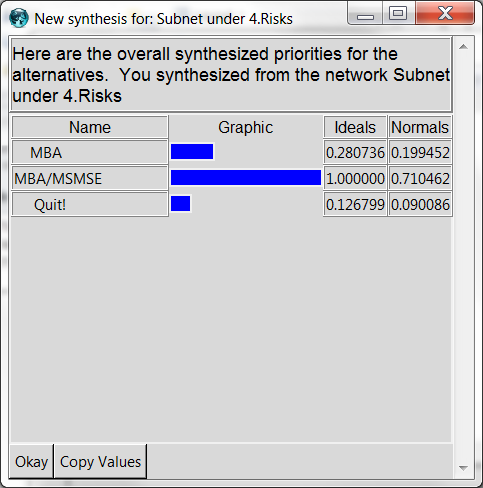 New synthesis for: Subnet under 4.Risks
Here are the overall synthesized priorities for the
alternatives.  You synthesized from the network Subnet
under 4.Risks
Name Graphic Ideals Normals
MBA 0.280736 0.199452
MBA/MSMSE 1.000000 0.710462
Quit! 0.126799 0.090086
Okay Copy Values